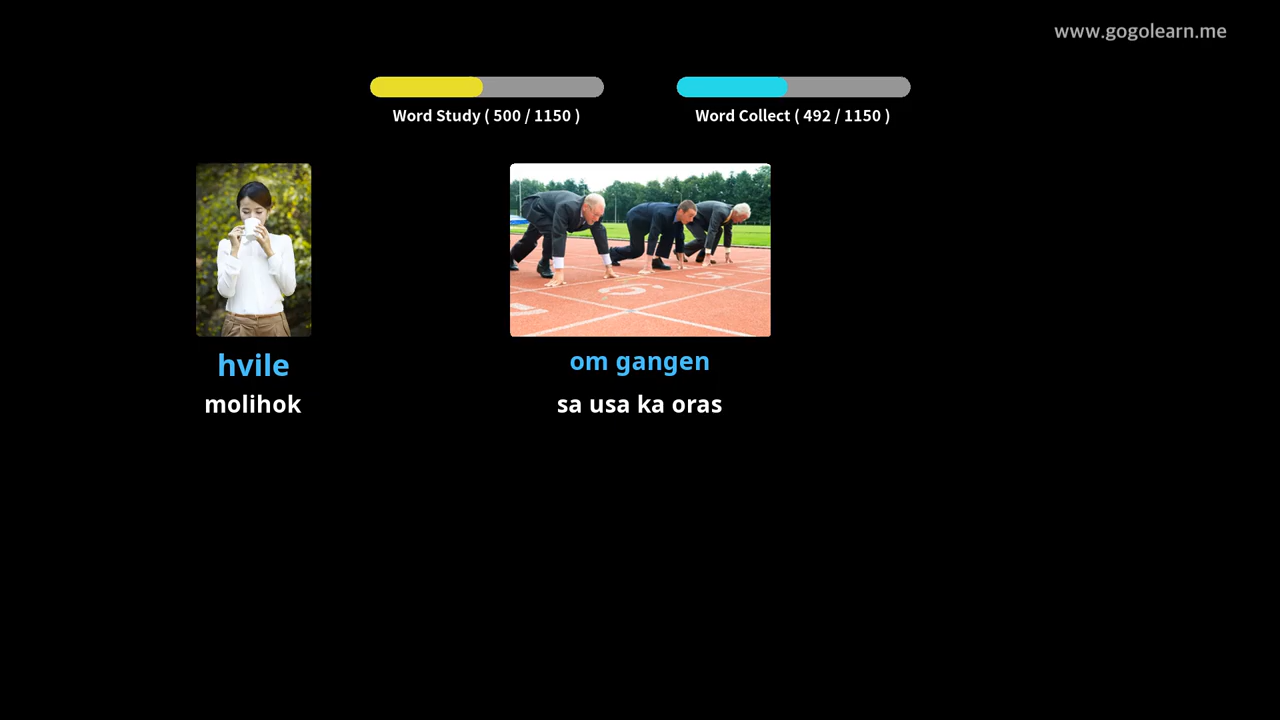 www.gogolearn.me
Word Study ( 500 / 1150 )
Word Collect ( 492 / 1150 )
hvile
om gangen
molihok
sa usa ka oras